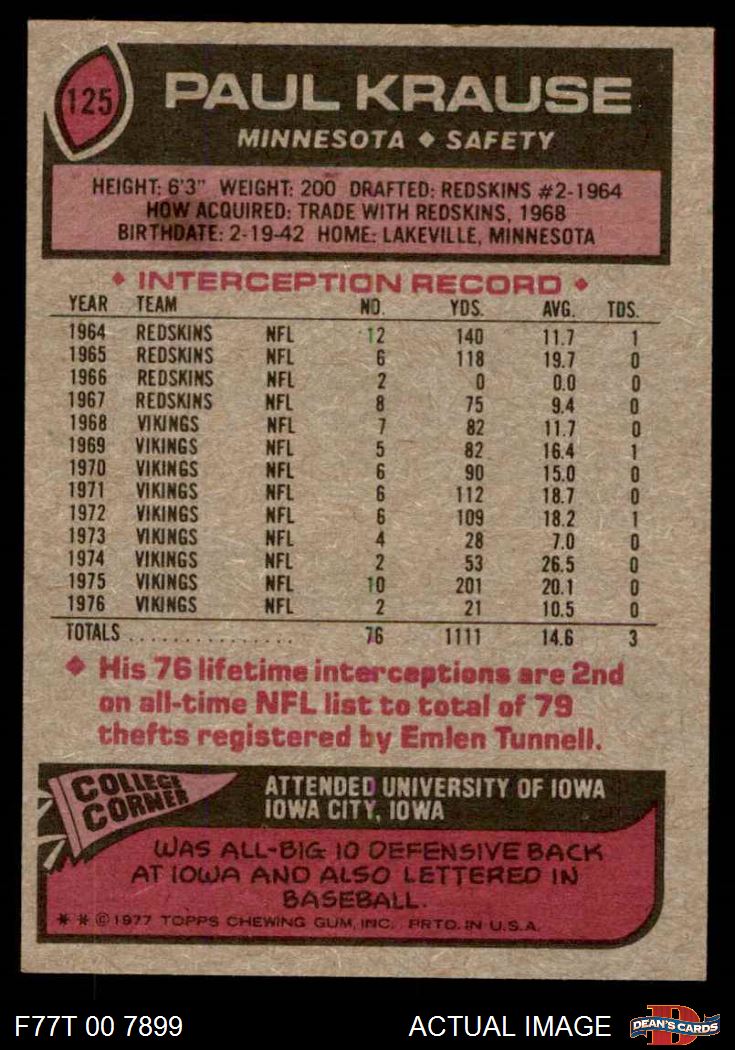 125
PAUL KRAUSE
MINNESOTA ◆ SAFETY
HEIGHT: 6'3" WEIGHT: 200 DRAFTED: REDSKINS #2-1964
HOW ACQUIRED: TRADE WITH REDSKINS, 1968
BIRTHDATE: 2-19-42 HOME: LAKEVILLE, MINNESOTA
◆ INTERCEPTION RECORD ◆
YEAR TEAM NO. YDS. AVG. TDS.
1964 REDSKINS NFL 12 140 11.7 1
1965 REDSKINS NFL 6 118 19.7 0
1966 REDSKINS NFL 2 0 0.0 0
1967 REDSKINS NFL 8 75 9.4 0
1968 VIKINGS NFL 7 82 11.7 0
1969 VIKINGS NFL 5 82 16.4 1
1970 VIKINGS NFL 6 90 15.0 0
1971 VIKINGS NFL 6 112 18.7 0
1972 VIKINGS NFL 6 109 18.2 1
1973 VIKINGS NFL 4 28 7.0 0
1974 VIKINGS NFL 2 53 26.5 0
1975 VIKINGS NFL 10 201 20.1 0
1976 VIKINGS NFL 2 21 10.5 0
TOTALS ............... 76 1111 14.6 3
◆ His 76 lifetime interceptions are 2nd
on all-time NFL list to total of 79
thefts registered by Emlen Tunnell.
COLLEGE
CORNER
ATTENDED UNIVERSITY OF IOWA
IOWA CITY, IOWA
WAS ALL-BIG 10 DEFENSIVE BACK
AT IOWA AND ALSO LETTERED IN
BASEBALL.
* * © 1977 TOPPS CHEWING GUM, INC. PRTD. IN U.S.A.
F77T 00 7899
ACTUAL IMAGE
D
DEAN'S CARDS